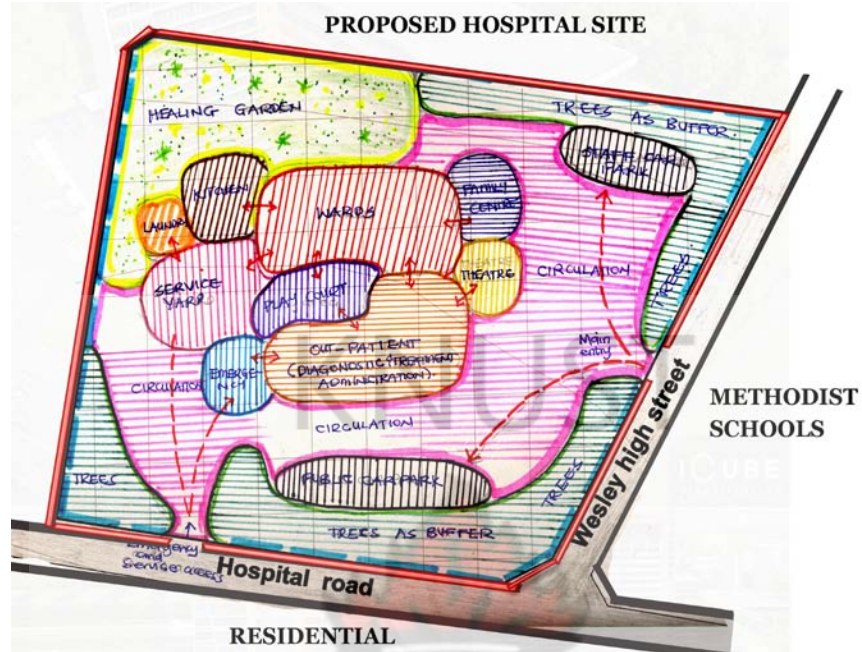 PROPOSED HOSPITAL SITE
HEALING GARDEN
TREES AS BUFFER
STAFF CAR
PARK
KITCHEN
FAMILY
CENTRE
WARDS
LAUNDRY
TREES
THEATRE
CIRCULATION
SERVICE
YARD
PLAY COURT
OUT-PATIENT
(DIAGNOSING & TREATMENT
ADMINISTRATION).
Main
entry
EMERGE-
NCY
CIRCULATION
KNUST
METHODIST
SCHOOLS
CIRCULATION
Wesley high street
iQUBE
TREES
PUBLIC CAR PARK
TREES
TREES AS BUFFER
Emergency
and
Service access
Hospital road
RESIDENTIAL